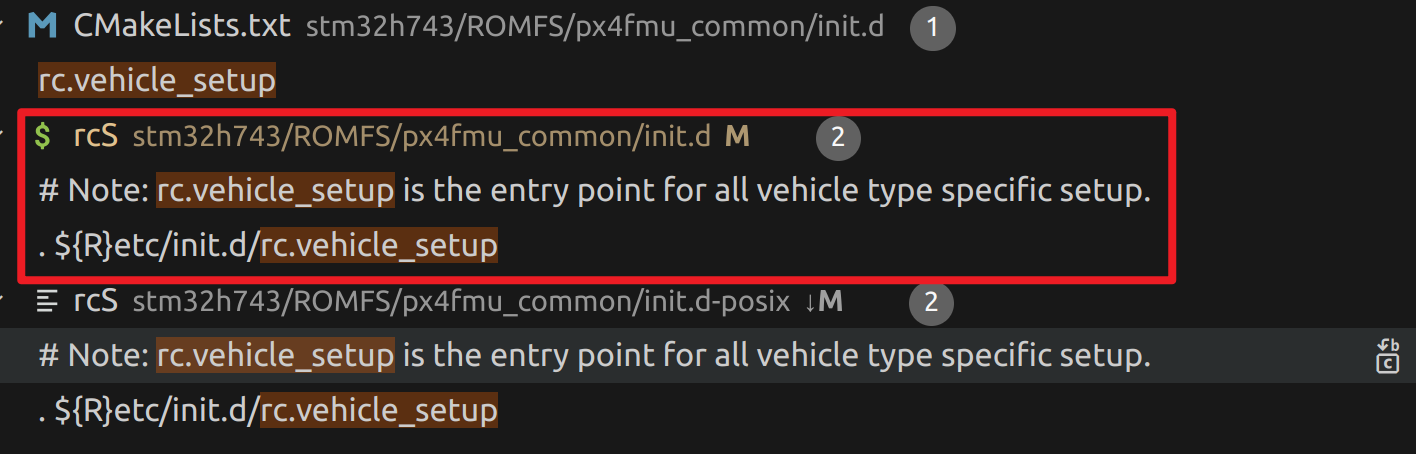 CMakeLists.txt stm32h743/ROMFS/px4fmu_common/init.d 1
rc.vehicle_setup
$ rcS stm32h743/ROMFS/px4fmu_common/init.d M 2
# Note: rc.vehicle_setup is the entry point for all vehicle type specific setup.
. ${R}etc/init.d/rc.vehicle_setup
rcS stm32h743/ROMFS/px4fmu_common/init.d-posix ↓M 2
# Note: rc.vehicle_setup is the entry point for all vehicle type specific setup.
. ${R}etc/init.d/rc.vehicle_setup